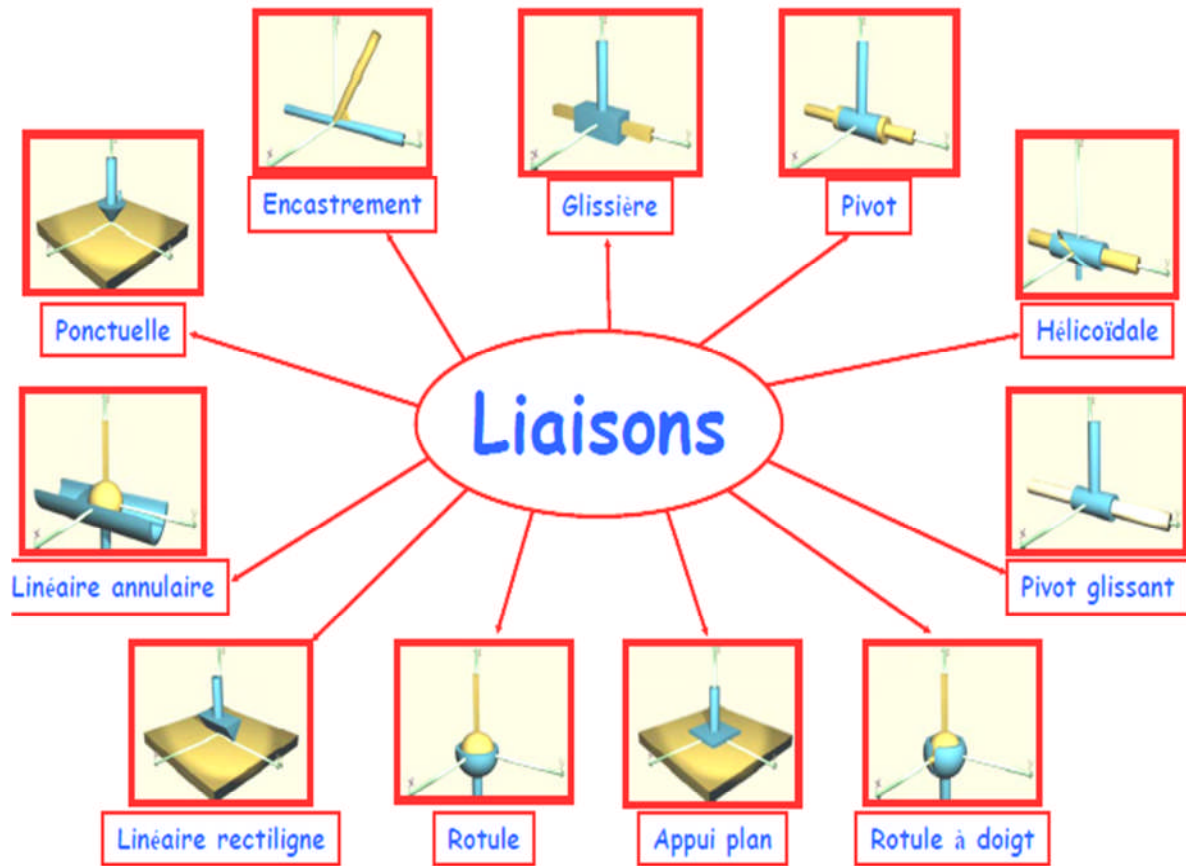 Encastrement
Glissière
Pivot
Ponctuelle
Hélicoïdale
Liaisons
Linéaire annulaire
Pivot glissant
Linéaire rectiligne
Rotule
Appui plan
Rotule à doigt